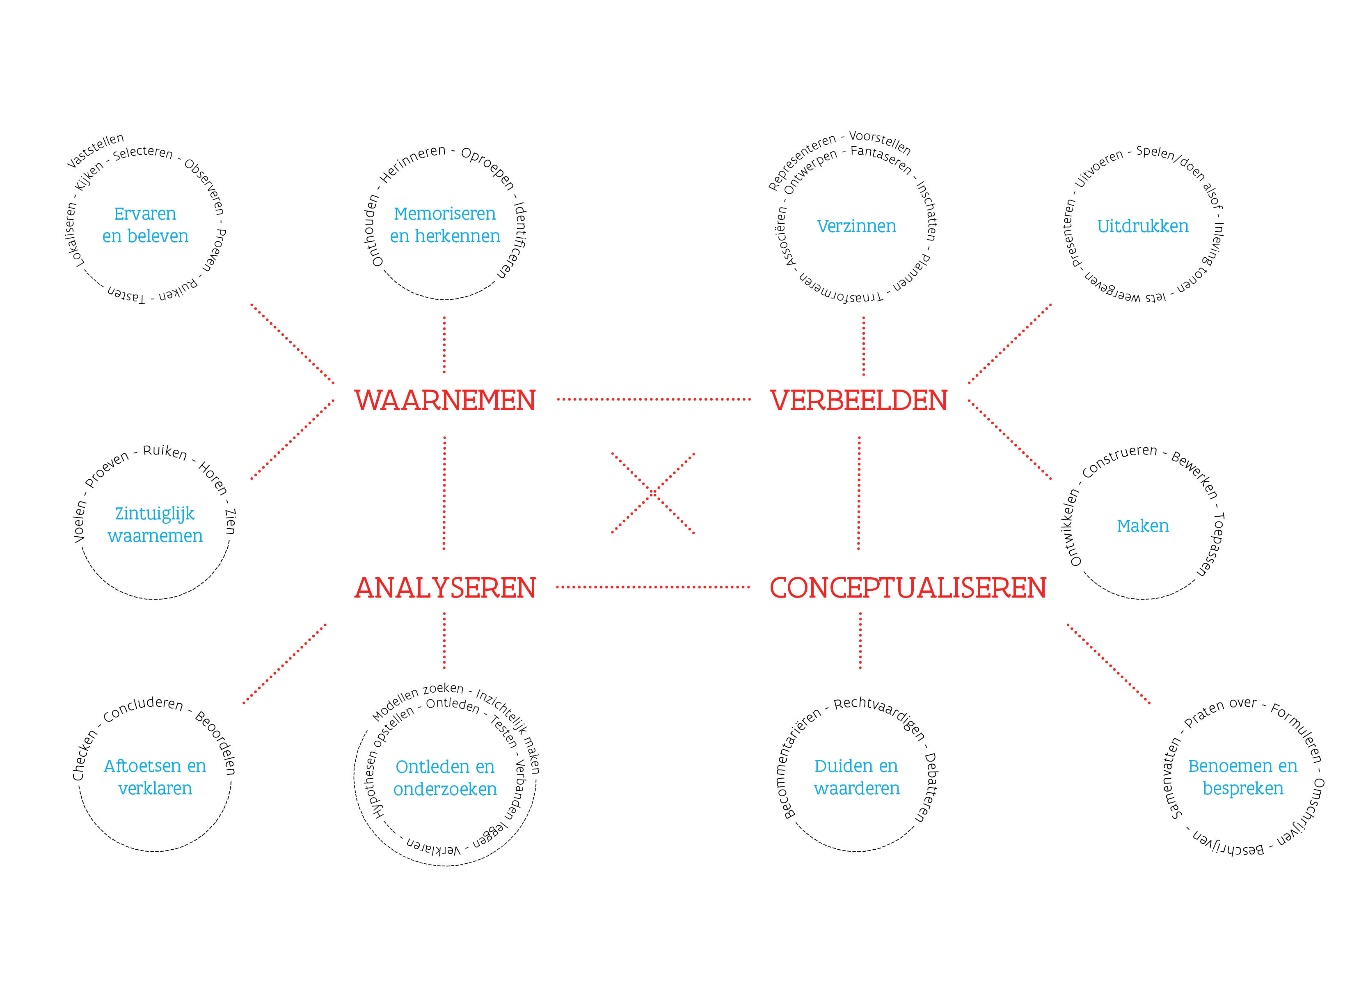 Vaststellen
Lokaliseren - Kijken - Selecteren - Observeren - Proeven - Ruiken - Tasten
Ervaren
en beleven
Onthouden - Herinneren - Oproepen - Identificeren
Memoriseren
en herkennen
Representeren - Voorstellen
Associëren - Ontwerpen - Fantaseren - Inschatten - Plannen - Trnasformeren -
Verzinnen
Presenteren - Uitvoeren - Spelen/doen alsof - Inleving tonen - Iets weergeven -
Uitdrukken
WAARNEMEN
VERBEELDEN
Voelen - Proeven - Ruiken - Horen - Zien
Zintuiglijk
waarnemen
Ontwikkelen - Construeren - Bewerken - Toepassen
Maken
ANALYSEREN
CONCEPTUALISEREN
Checken - Concluderen - Beoordelen
Aftoetsen en
verklaren
Modellen zoeken - Inzichtelijk maken
Hypothesen opstellen - Ontleden - Testen - Verbanden leggen - Verklaren -
Ontleden en
onderzoeken
Becommentariëren - Rechtvaardigen - Debatteren
Duiden en
waarderen
Samenvatten - Praten over - Formuleren - Omschrijven - Beschrijven -
Benoemen en
bespreken